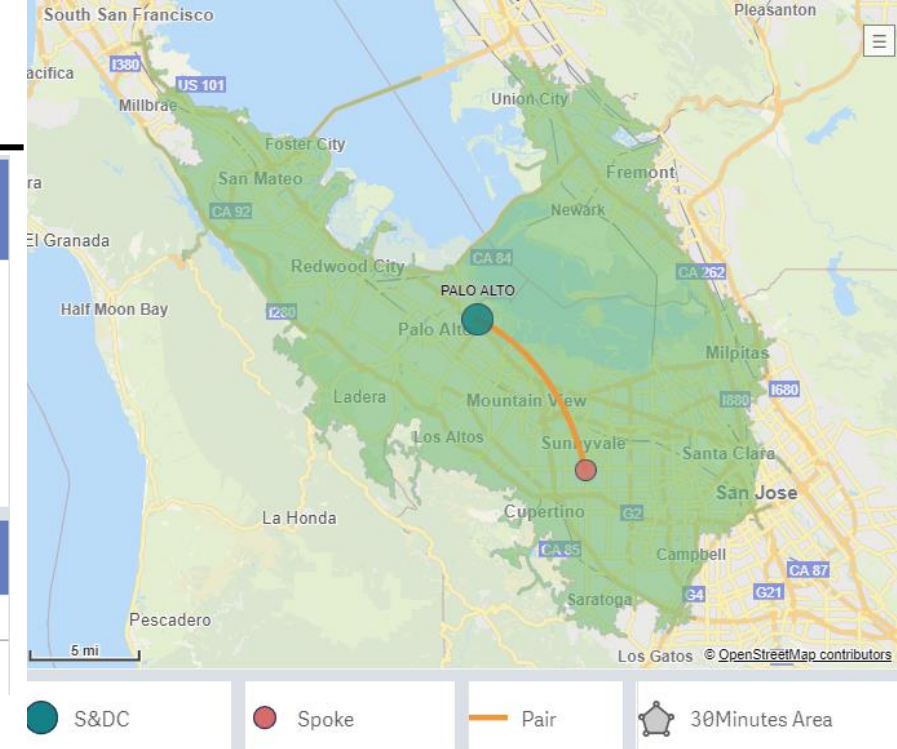 South San Francisco
Pleasanton
I380
acifica
US 101
☰
Millbrae
Union City
Foster City
Fremont
ra
San Mateo
CA 92
Newark
El Granada
CA 84
Redwood City
CA 262
PALO ALTO
Half Moon Bay
I280
Palo Alto
Milpitas
I680
Ladera
Mountain View
I880
Los Altos
Sunnyvale
Santa Clara
San Jose
Cupertino
G2
La Honda
CA 85
Campbell
CA 87
G4
G21
Saratoga
Pescadero
5 mi
Los Gatos
© OpenStreetMap contributors
S&DC
Spoke
Pair
30Minutes Area